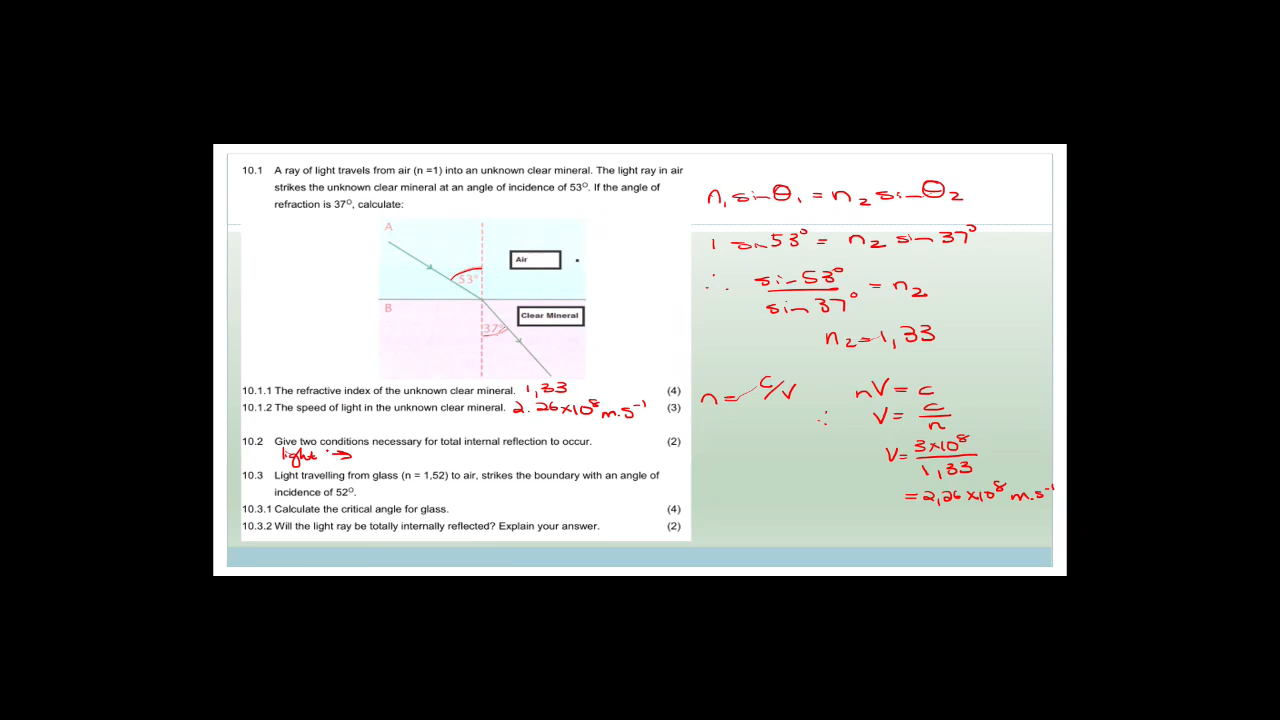 10.1 A ray of light travels from air (n =1) into an unknown clear mineral. The light ray in air
strikes the unknown clear mineral at an angle of incidence of 53°. If the angle of
refraction is 37°, calculate:
A
Air
53°
B
Clear Mineral
37°
10.1.1 The refractive index of the unknown clear mineral. 1,33 (4)
10.1.2 The speed of light in the unknown clear mineral. 2.26×10⁸ m.s⁻¹ (3)
10.2 Give two conditions necessary for total internal reflection to occur. (2)
light →
10.3 Light travelling from glass (n = 1,52) to air, strikes the boundary with an angle of
incidence of 52°.
10.3.1 Calculate the critical angle for glass. (4)
10.3.2 Will the light ray be totally internally reflected? Explain your answer. (2)
n₁ sin θ₁ = n₂ sin θ₂
1 sin 53° = n₂ sin 37°
∴ sin 53° / sin 37° = n₂
n₂ = 1,33
n = c/v
nV = c
∴ V = c/n
V = 3×10⁸ / 1,33
= 2,26×10⁸ m.s⁻¹